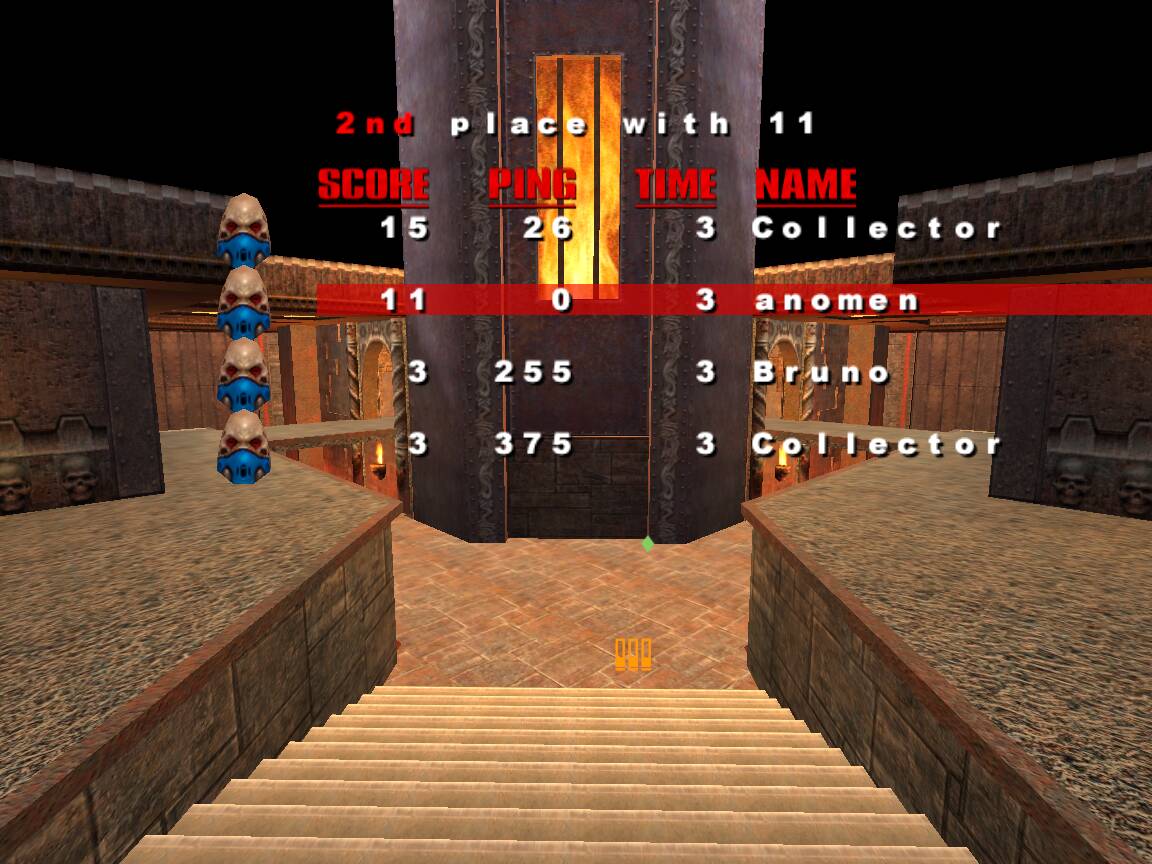 2nd place with 11
SCORE PING TIME NAME
15 26 3 Collector
11 0 3 anomen
3 255 3 Bruno
3 375 3 Collector